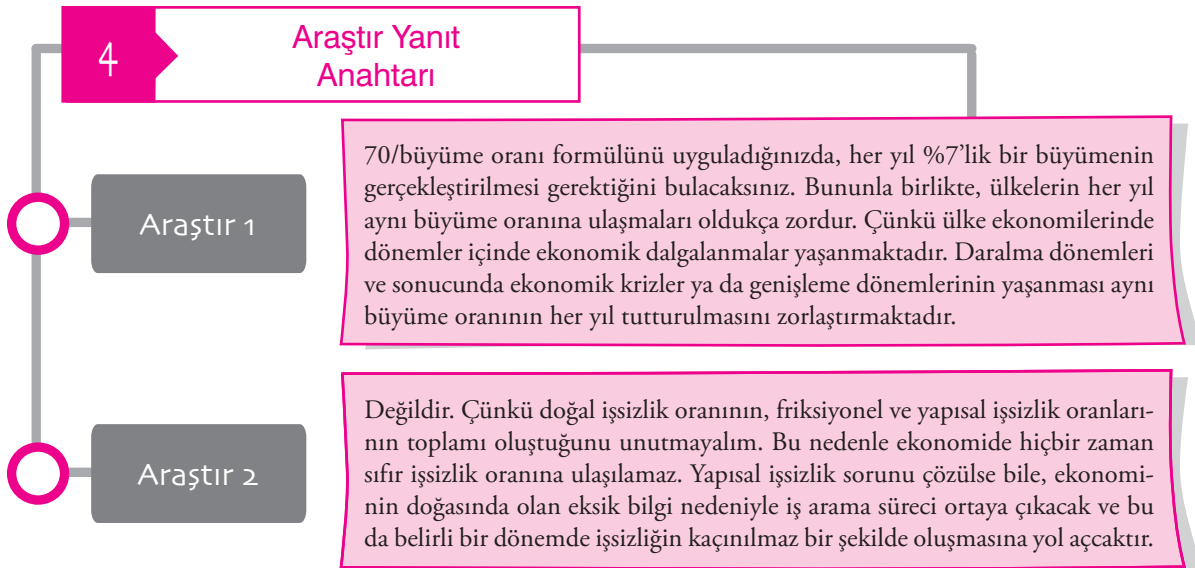 4
Araştır Yanıt
Anahtarı
Araştır 1
70/büyüme oranı formülünü uyguladığınızda, her yıl %7’lik bir büyümenin
gerçekleştirilmesi gerektiğini bulacaksınız. Bununla birlikte, ülkelerin her yıl
aynı büyüme oranına ulaşmaları oldukça zordur. Çünkü ülke ekonomilerinde
dönemler içinde ekonomik dalgalanmalar yaşanmaktadır. Daralma dönemleri
ve sonucunda ekonomik krizler ya da genişleme dönemlerinin yaşanması aynı
büyüme oranının her yıl tutturulmasını zorlaştırmaktadır.
Araştır 2
Değildir. Çünkü doğal işsizlik oranının, friksiyonel ve yapısal işsizlik oranları-
nın toplamı oluştuğunu unutmayalım. Bu nedenle ekonomide hiçbir zaman
sıfır işsizlik oranına ulaşılamaz. Yapısal işsizlik sorunu çözülse bile, ekonomi-
nin doğasında olan eksik bilgi nedeniyle iş arama süreci ortaya çıkacak ve bu
da belirli bir dönemde işsizliğin kaçınılmaz bir şekilde oluşmasına yol açcaktır.